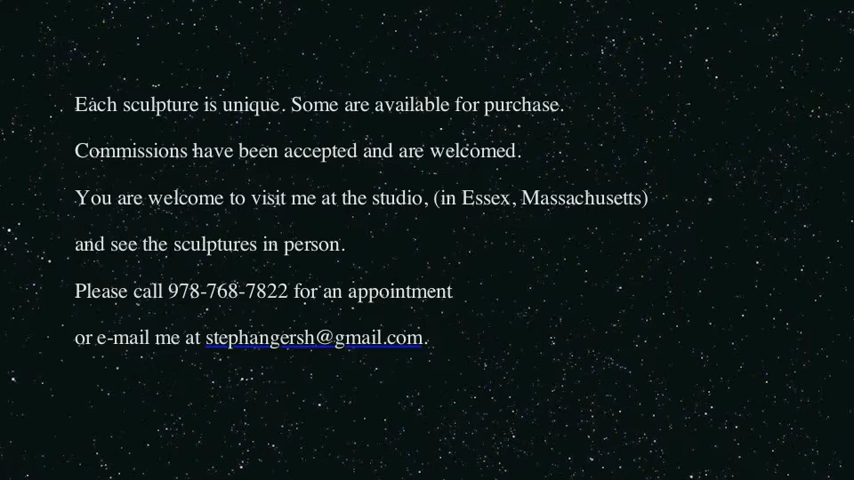 Each sculpture is unique. Some are available for purchase.
Commissions have been accepted and are welcomed.
You are welcome to visit me at the studio, (in Essex, Massachusetts)
and see the sculptures in person.
Please call 978-768-7822 for an appointment
or e-mail me at stephangersh@gmail.com.